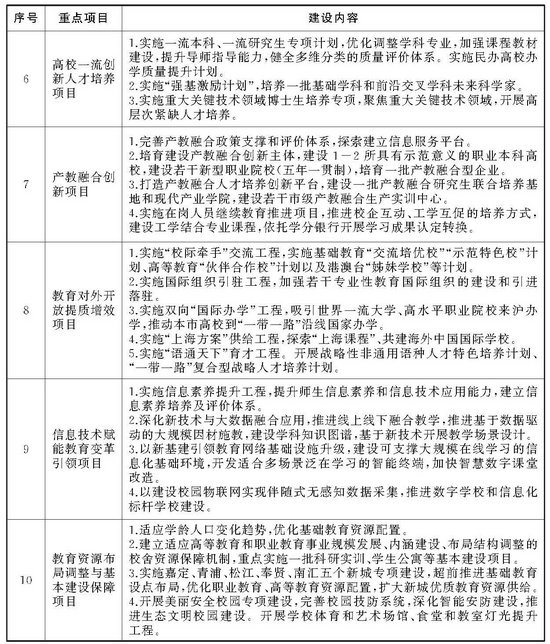 序号
重点项目
建设内容
6
高校一流创
新人才培养
项目
1.实施一流本科、一流研究生专项计划，优化调整学科专业，加强课程教材
建设，提升导师指导能力，健全多维分类的质量评价体系。实施民办高校办
学质量提升计划。
2.实施“强基激励计划”，培养一批基础学科和前沿交叉学科未来科学家。
3.实施重大关键技术领域博士生培养专项，聚焦重大关键技术领域，开展高
层次紧缺人才培养。
7
产教融合创
新项目
1.完善产教融合政策支撑和评价体系，探索建立信息服务平台。
2.培育建设产教融合创新主体，建设1－2所具有示范意义的职业本科高
校，建设若干新型职业院校（五年一贯制），培育一批产教融合型企业。
3.打造产教融合人才培养创新平台，建设一批产教融合研究生联合培养基
地和现代产业学院，建设若干市级产教融合生产实训中心。
4.实施在岗人员继续教育推进项目，推进校企互动、工学互促的培养方式，
建设工学结合专业课程，依托学分银行开展学习成果认定转换。
8
教育对外开
放提质增效
项目
1.实施“校际牵手”交流工程，实施基础教育“交流培优校”“示范特色校”计
划、高等教育“伙伴合作校”计划以及港澳台“姊妹学校”等计划。
2.实施国际组织引驻工程，加强若干专业性教育国际组织的建设和引进
落驻。
3.实施双向“国际办学”工程，吸引世界一流大学、高水平职业院校来沪办
学，推动本市高校到“一带一路”沿线国家办学。
4.实施“上海方案”供给工程，探索“上海课程”、共建海外中国国际学校。
5.实施“语通天下”育才工程。开展战略性非通用语种人才特色培养计划、
“一带一路”复合型战略人才培养计划。
9
信息技术赋
能教育变革
引领项目
1.实施信息素养提升工程，提升师生信息素养和信息技术应用能力，建立信
息素养培养及评价体系。
2.深化新技术与大数据融合应用，推进线上线下融合教学，推进基于数据驱
动的大规模因材施教，建设学科知识图谱，基于新技术开展教学场景设计。
3.以新基建引领教育网络基础设施升级，建设可支撑大规模在线学习的信
息化基础环境，开发适合多场景泛在学习的智能终端，加快智慧数字课堂
改造。
4.以建设校园物联网实现伴随式无感知数据采集，推进数字学校和信息化
标杆学校建设。
10
教育资源布
局调整与基
本建设保障
项目
1.适应学龄人口变化趋势，优化基础教育资源配置。
2.建立适应高等教育和职业教育事业规模发展、内涵建设、布局结构调整的
校舍资源保障机制，重点实施一批科研实训、学生公寓等基本建设项目。
3.实施嘉定、青浦、松江、奉贤、南汇五个新城专项建设，超前推进基础教育
设点布局，优化职业教育、高等教育资源配置，扩大新城优质教育资源供给。
4.开展美丽安全校园专项建设，完善校园技防系统，深化智能安防建设，推
进生态文明校园建设。开展学校体育和艺术场馆、食堂和教室灯光提升
工程。